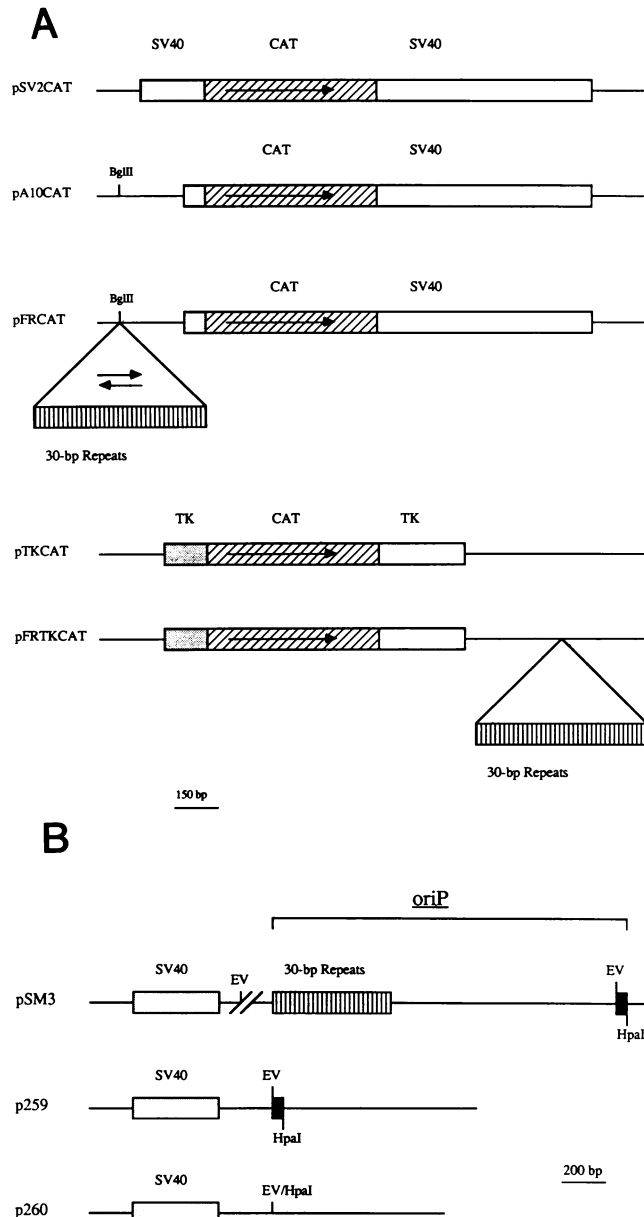 A
SV40 CAT SV40
pSV2CAT
CAT SV40
BglII
pA10CAT
CAT SV40
BglII
pFRCAT
30-bp Repeats
TK CAT TK
pTKCAT
pFRTKCAT
30-bp Repeats
150 bp
B
oriP
SV40 EV 30-bp Repeats EV
pSM3
HpaI
SV40 EV
p259
HpaI
200 bp
SV40 EV/HpaI
p260